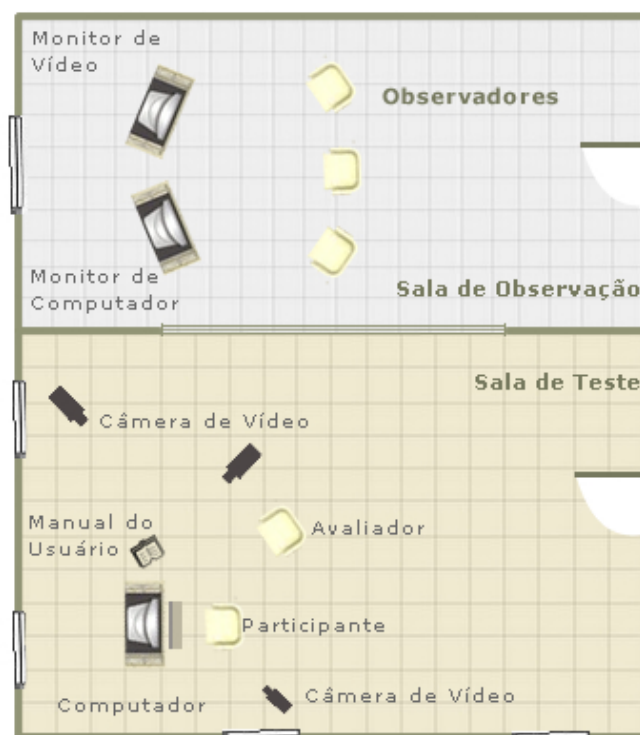 Monitor de
Vídeo
Observadores
Monitor de
Computador
Sala de Observação
Sala de Teste
Câmera de Vídeo
Manual do
Usuário
Avaliador
Participante
Computador
Câmera de Vídeo